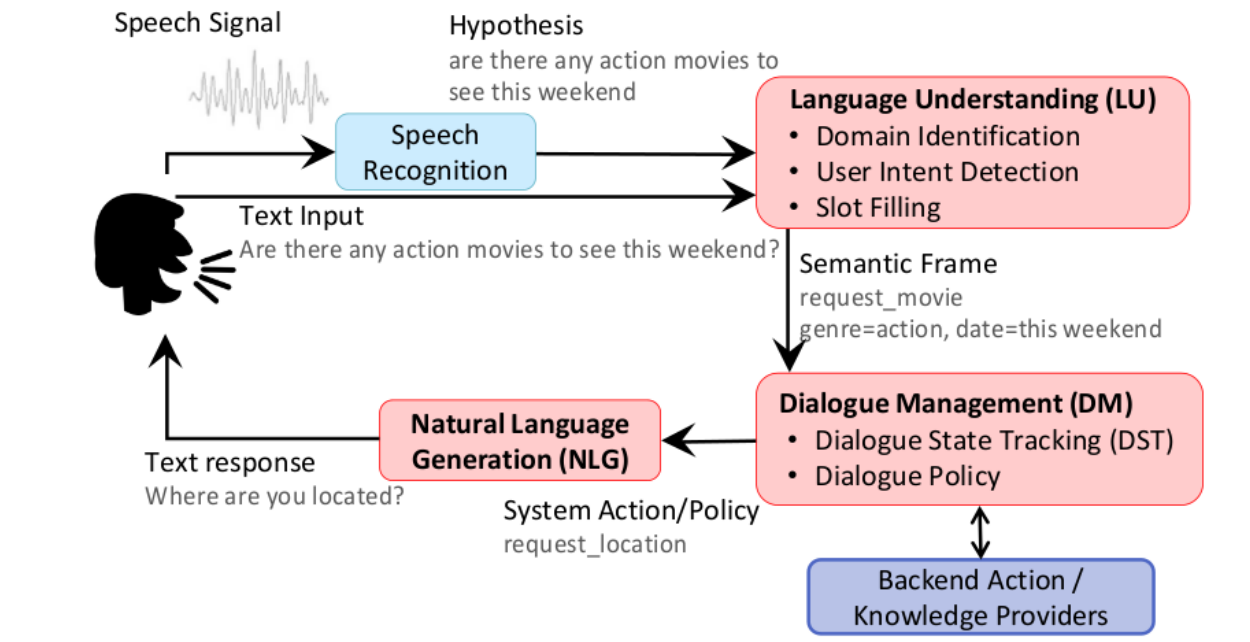 Speech Signal
Hypothesis
are there any action movies to
see this weekend
Speech
Recognition
Language Understanding (LU)
• Domain Identification
• User Intent Detection
• Slot Filling
Text Input
Are there any action movies to see this weekend?
Semantic Frame
request_movie
genre=action, date=this weekend
Dialogue Management (DM)
• Dialogue State Tracking (DST)
• Dialogue Policy
Natural Language
Generation (NLG)
Text response
Where are you located?
System Action/Policy
request_location
Backend Action /
Knowledge Providers